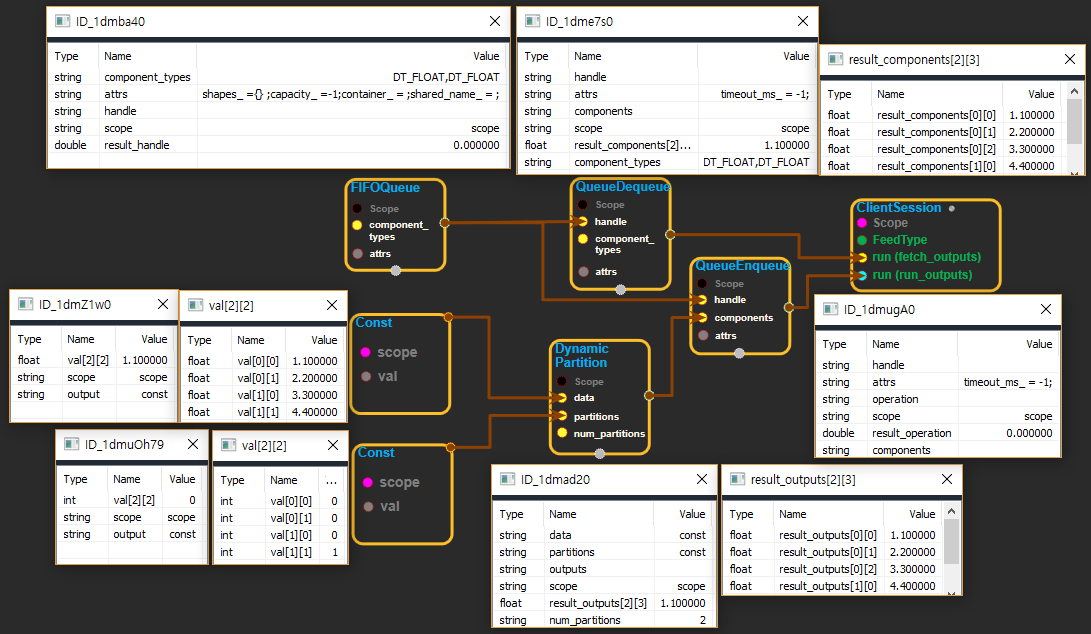 ID_1dmba40
Type Name Value
string component_types DT_FLOAT,DT_FLOAT
string attrs shapes_ ={} ;capacity_ =-1;container_ = ;shared_name_ = ;
string handle
string scope scope
double result_handle 0.000000
ID_1dme7s0
Type Name Value
string handle
string attrs timeout_ms_ = -1;
string components
string scope scope
float result_components[2]... 1.100000
string component_types DT_FLOAT,DT_FLOAT
result_components[2][3]
Type Name Value
float result_components[0][0] 1.100000
float result_components[0][1] 2.200000
float result_components[0][2] 3.300000
float result_components[1][0] 4.400000
FIFOQueue
Scope
component_
types
attrs
QueueDequeue
Scope
handle
component_
types
attrs
ClientSession
Scope
FeedType
run (fetch_outputs)
run (run_outputs)
QueueEnqueue
Scope
handle
components
attrs
ID_1dmZ1w0
Type Name Value
float val[2][2] 1.100000
string scope scope
string output const
val[2][2]
Type Name Value
float val[0][0] 1.100000
float val[0][1] 2.200000
float val[1][0] 3.300000
float val[1][1] 4.400000
Const
scope
val
Dynamic
Partition
Scope
data
partitions
num_partitions
ID_1dmugA0
Type Name Value
string handle
string attrs timeout_ms_ = -1;
string operation
string scope scope
double result_operation 0.000000
string components
ID_1dmuOh79
Type Name Value
int val[2][2] 0
string scope scope
string output const
val[2][2]
Type Name ...
int val[0][0] 0
int val[0][1] 0
int val[1][0] 0
int val[1][1] 1
Const
scope
val
ID_1dmad20
Type Name Value
string data const
string partitions const
string outputs
string scope scope
float result_outputs[2][3] 1.100000
string num_partitions 2
result_outputs[2][3]
Type Name Value
float result_outputs[0][0] 1.100000
float result_outputs[0][1] 2.200000
float result_outputs[0][2] 3.300000
float result_outputs[1][0] 4.400000